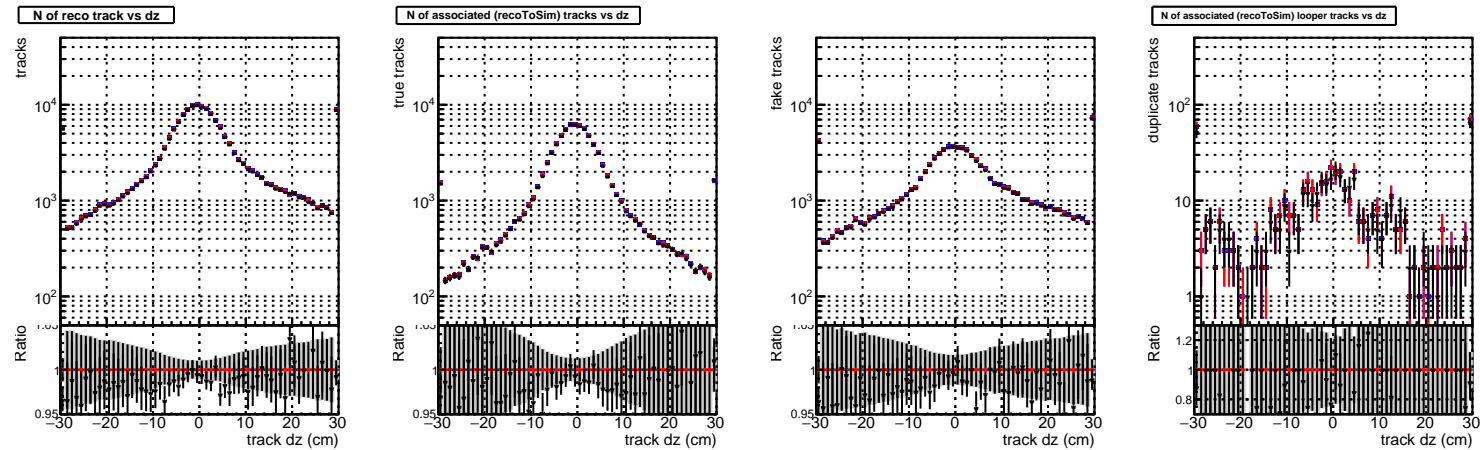 N of reco track vs dz
tracks
10^4
10^3
10^2
Ratio
1
0.95
−30 −20 −10 0 10 20 30
track dz (cm)
N of associated (recoToSim) tracks vs dz
true tracks
10^4
10^3
10^2
Ratio
1
0.95
−30 −20 −10 0 10 20 30
track dz (cm)
fake tracks
10^4
10^3
10^2
Ratio
1
0.95
−30 −20 −10 0 10 20 30
track dz (cm)
N of associated (recoToSim) looper tracks vs dz
duplicate tracks
10^2
10
1
Ratio
1.2
1
0.8
−30 −20 −10 0 10 20 30
track dz (cm)